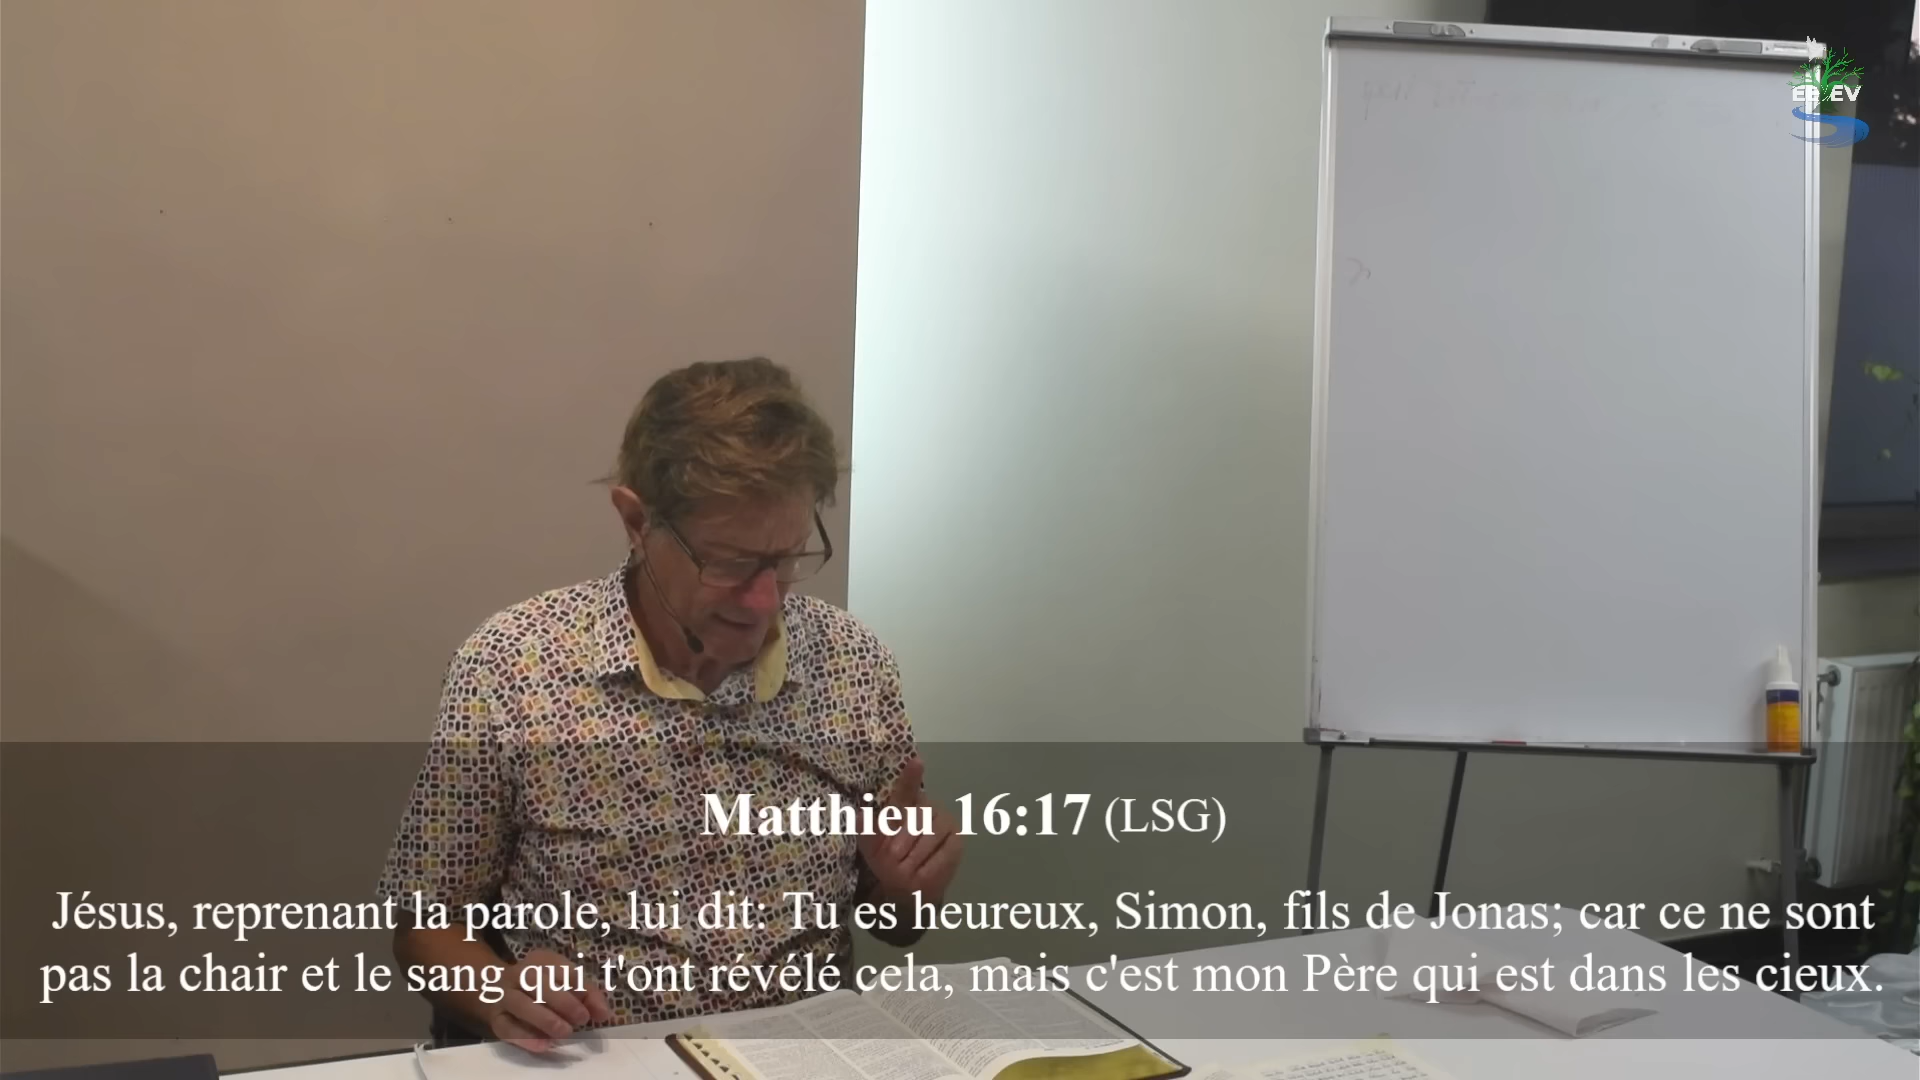 EB EV
Matthieu 16:17 (LSG)
Jésus, reprenant la parole, lui dit: Tu es heureux, Simon, fils de Jonas; car ce ne sont
pas la chair et le sang qui t'ont révélé cela, mais c'est mon Père qui est dans les cieux.